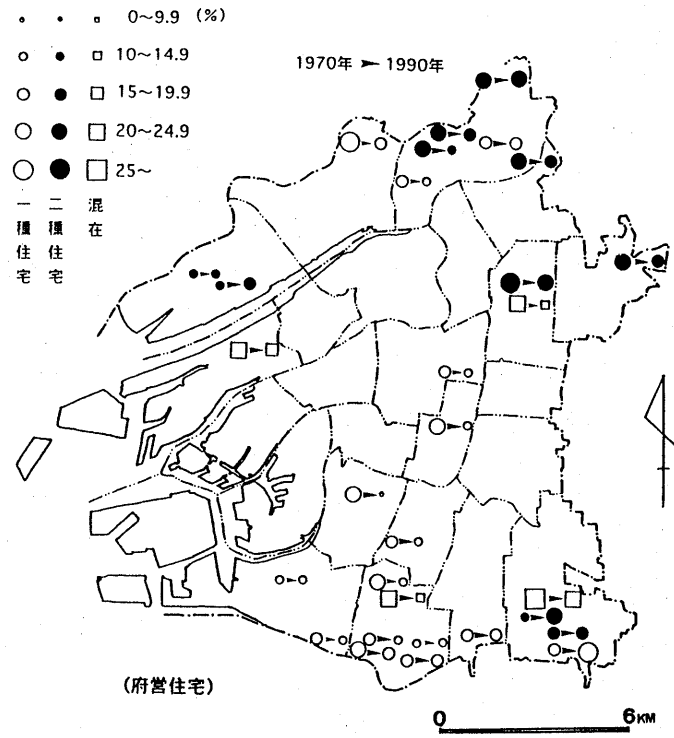 0〜9.9 (%)
10〜14.9
15〜19.9
20〜24.9
25〜
一種住宅
二種住宅
混在
1970年 ➤ 1990年
(府営住宅)
0 6KM